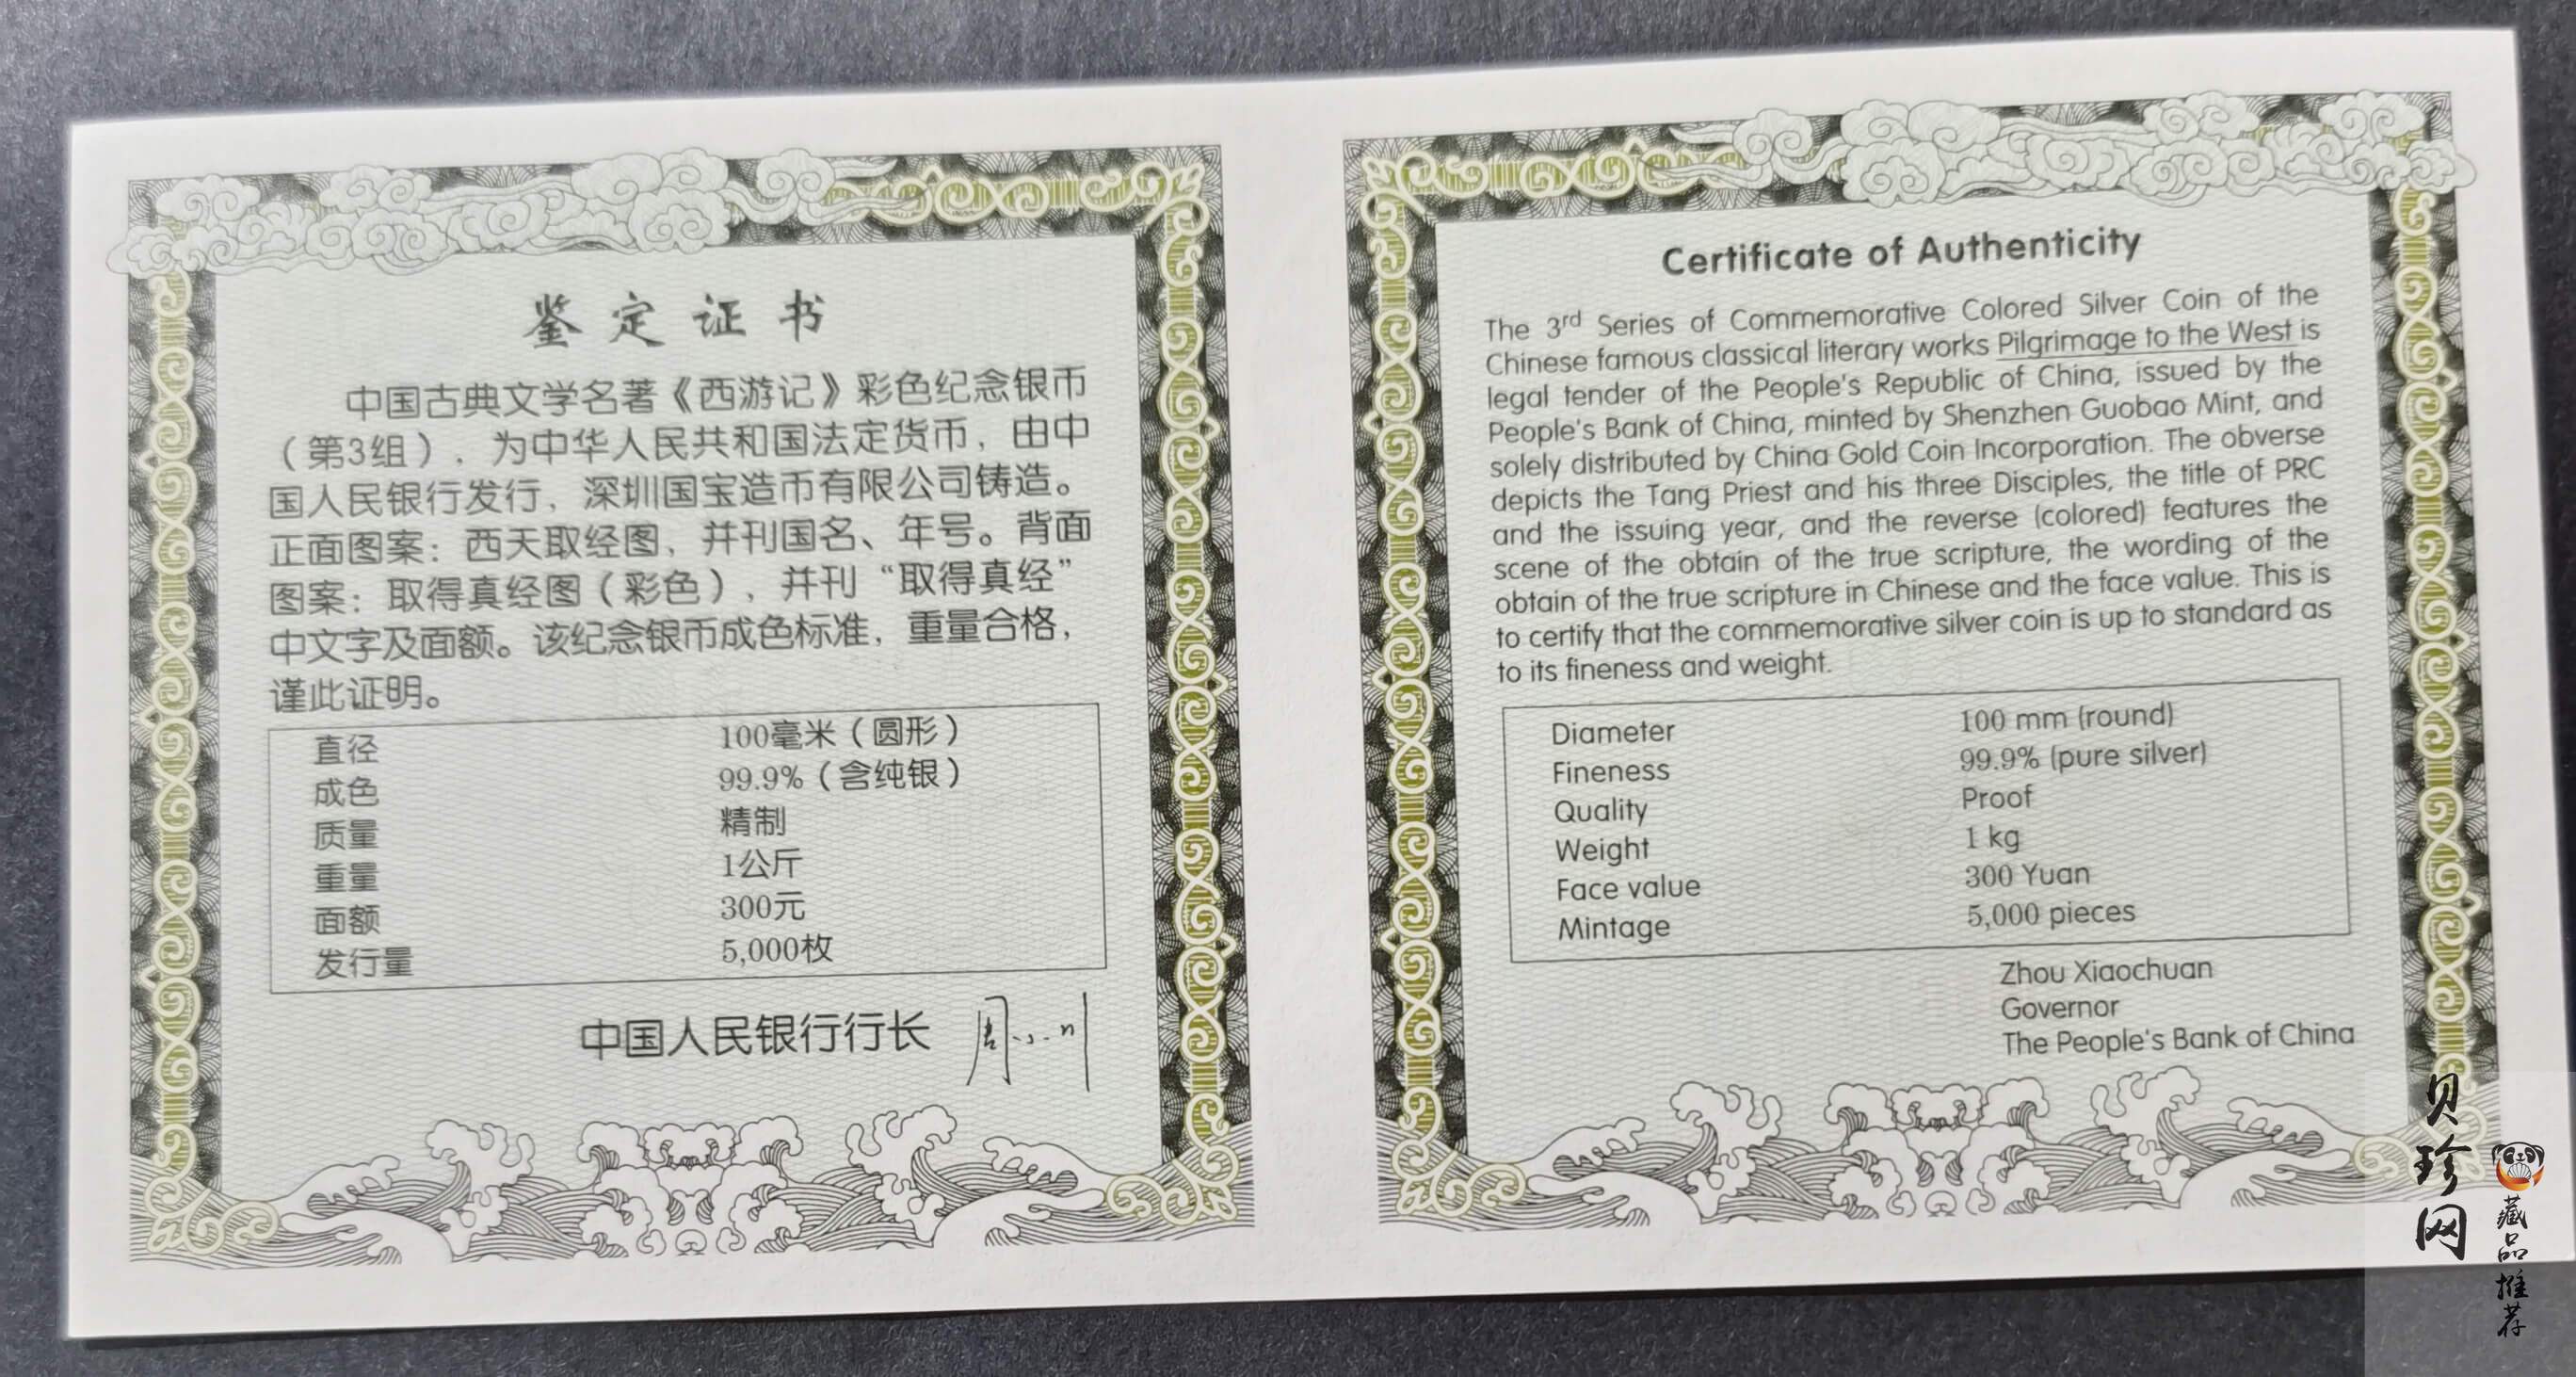 鉴定证书
中国古典文学名著《西游记》彩色纪念银币
（第3组），为中华人民共和国法定货币，由中
国人民银行发行，深圳国宝造币有限公司铸造。
正面图案：西天取经图，并刊国名、年号。背面
图案：取得真经图（彩色），并刊“取得真经”
中文字及面额。该纪念银币成色标准，重量合格，
谨此证明。
直径 100毫米（圆形）
成色 99.9%（含纯银）
质量 精制
重量 1公斤
面额 300元
发行量 5,000枚
中国人民银行行长 周小川
Certificate of Authenticity
The 3rd Series of Commemorative Colored Silver Coin of the
Chinese famous classical literary works Pilgrimage to the West is
legal tender of the People's Republic of China, issued by the
People's Bank of China, minted by Shenzhen Guobao Mint, and
solely distributed by China Gold Coin Incorporation. The obverse
depicts the Tang Priest and his three Disciples, the title of PRC
and the issuing year, and the reverse (colored) features the
scene of the obtain of the true scripture, the wording of the
obtain of the true scripture in Chinese and the face value. This is
to certify that the commemorative silver coin is up to standard as
to its fineness and weight.
Diameter 100 mm (round)
Fineness 99.9% (pure silver)
Quality Proof
Weight 1 kg
Face value 300 Yuan
Mintage 5,000 pieces
Zhou Xiaochuan
Governor
The People's Bank of China
贝珍网
藏品推荐